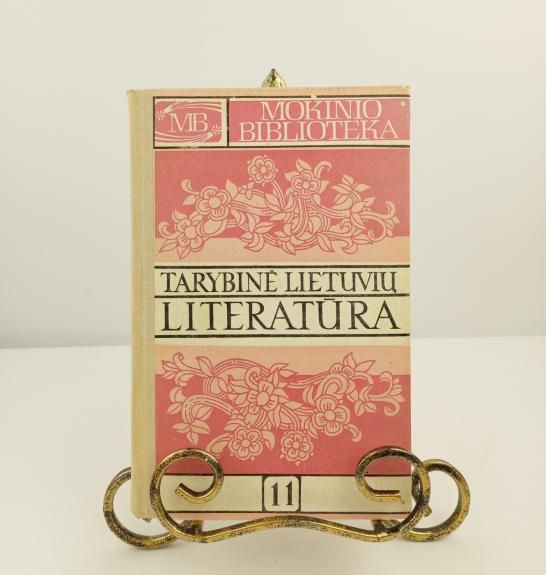 MB
MOKINIO
BIBLIOTEKA
TARYBINĖ LIETUVIŲ
LITERATŪRA
11